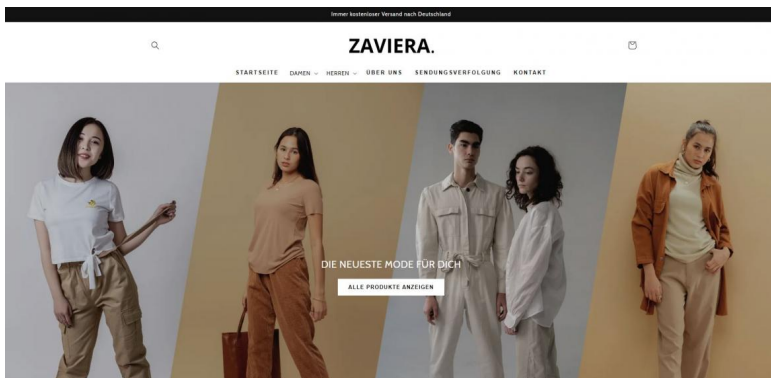 Immer kostenloser Versand nach Deutschland
ZAVIERA.
STARTSEITE DAMEN HERREN ÜBER UNS SENDUNGSVERFOLGUNG KONTAKT
DIE NEUESTE MODE FÜR DICH
ALLE PRODUKTE ANZEIGEN